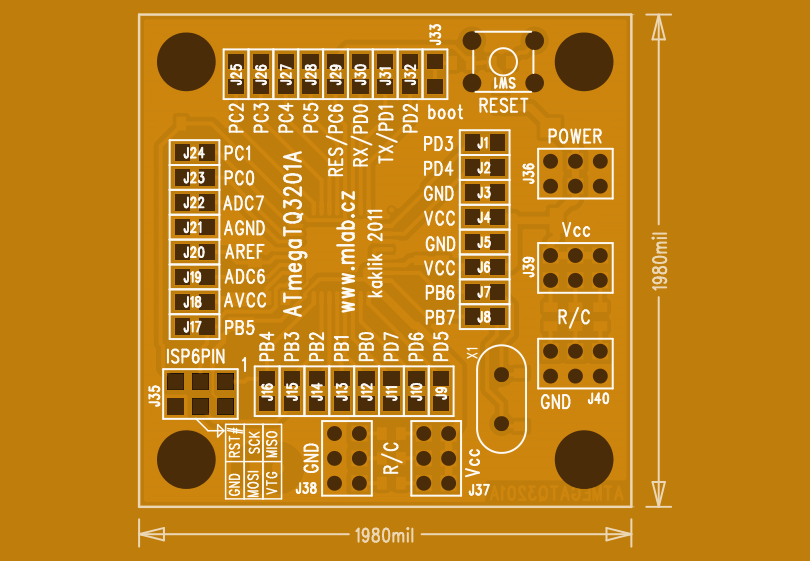 J33
J25 J26 J27 J28 J29 J30 J31 J32
SW1
PC2 PC3 PC4 PC5 RES/PC6 RX/PD0 TX/PD1 PD2 boot
RESET
J24 PC1
J23 PC0
J22 ADC7
J21 AGND
J20 AREF
J19 ADC6
J18 AVCC
J17 PB5
ATmegaTQ3201A
www.mlab.cz
kaklik 2011
PD3 J1
PD4 J2
GND J3
VCC J4
GND J5
VCC J6
PB6 J7
PB7 J8
POWER
J36
Vcc
J39
R/C
GND J40
1980mil
X1
PB4 PB3 PB2 PB1 PB0 PD7 PD6 PD5
J16 J15 J14 J13 J12 J11 J10 J9
ISP6PIN
1
J35
RST# SCK MISO
GND MOSI VTG
GND
J38
R/C
Vcc
J37
ATMEGATQ3201A
1980mil